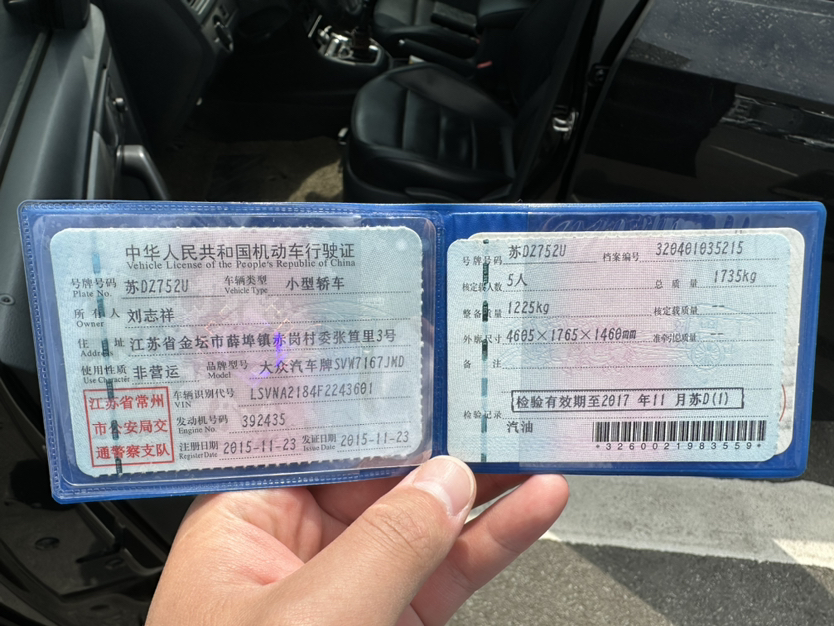 中华人民共和国机动车行驶证
Vehicle License of the People's Republic of China
号牌号码 苏DZ752U 车辆类型 小型轿车
Plate No. Vehicle Type
所有人 刘志祥
Owner
住址 江苏省金坛市薛埠镇赤岗村委张笪里3号
Address
使用性质 非营运 品牌型号 大众汽车牌SVW7167JMD
Use Character Model
江苏省常州
市公安局交
通警察支队
车辆识别代号 LSVNA2184F2243601
VIN
发动机号码 392435
Engine No.
注册日期 2015-11-23 发证日期 2015-11-23
Register Date Issue Date
号牌号码 苏DZ752U 档案编号 320401035215
核定载人数 5人 总质量 1735kg
整备质量 1225kg 核定载质量 --
外廓尺寸 4605×1765×1460mm 准牵引总质量 --
备注
检验记录 检验有效期至2017 年11 月苏D(1)
汽油
*3260021983559*